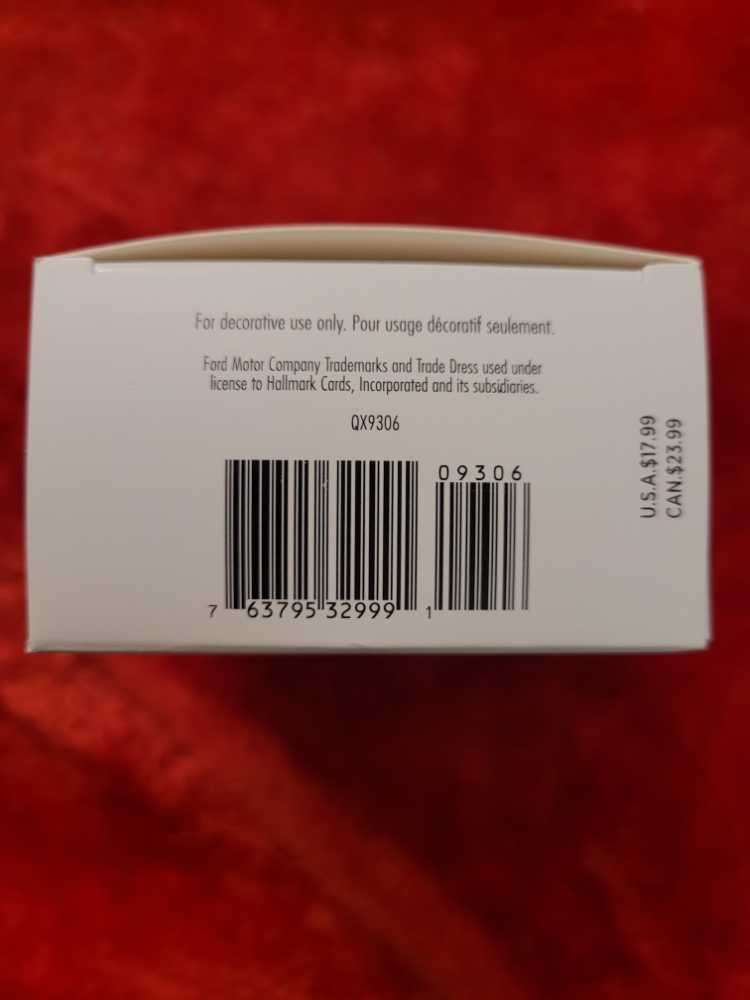 For decorative use only. Pour usage décoratif seulement.
Ford Motor Company Trademarks and Trade Dress used under
license to Hallmark Cards, Incorporated and its subsidiaries.
QX9306
09306
7 63795 32999 1
U.S.A.$17.99
CAN.$23.99